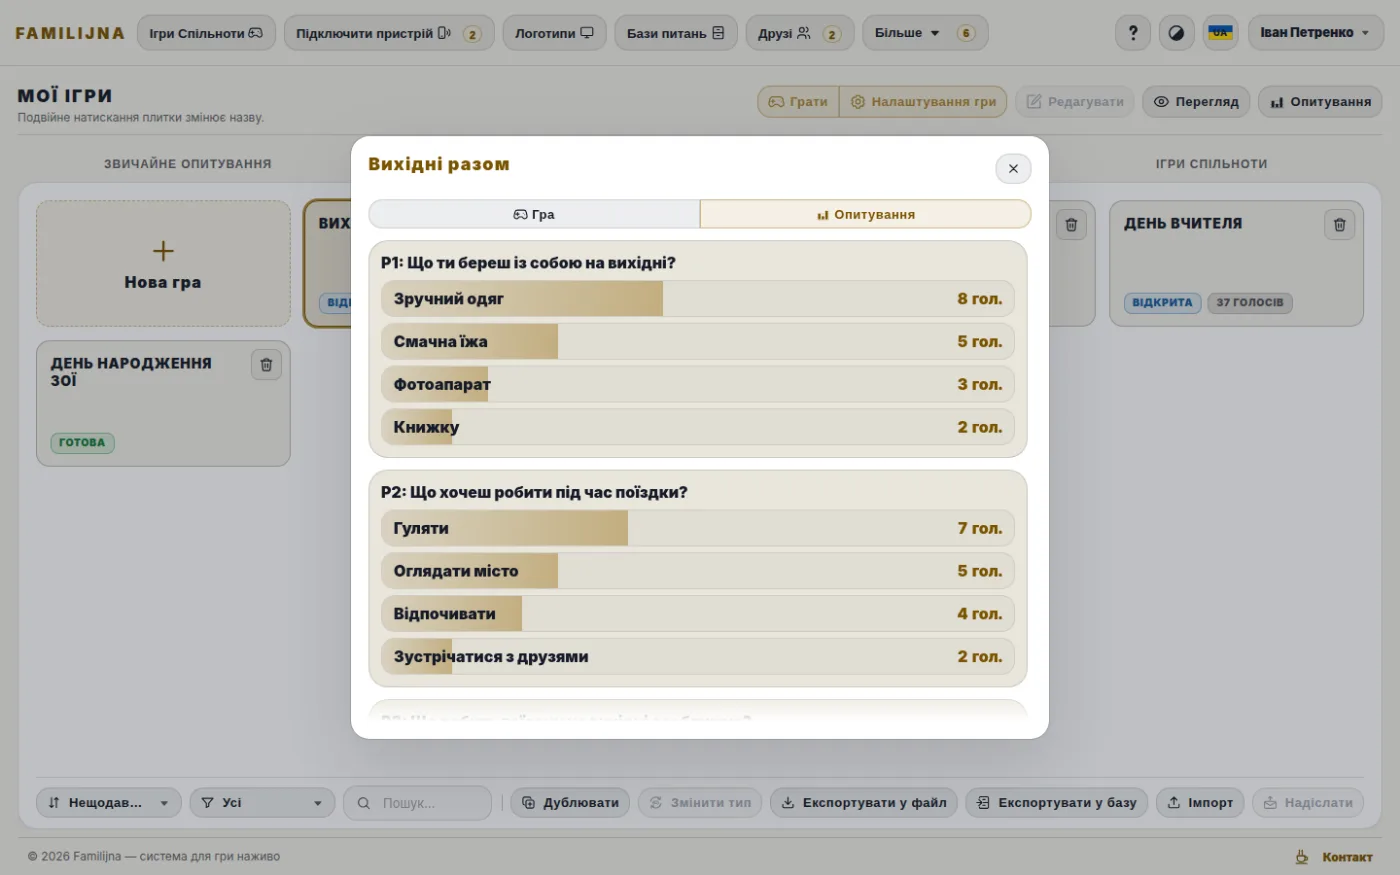 FAMILIJNA
Ігри Спільноти
Підключити пристрій 2
Логотипи
Бази питань
Друзі 2
Більше 6
?
UA
Іван Петренко
МОЇ ІГРИ
Подвійне натискання плитки змінює назву.
Грати
Налаштування гри
Редагувати
Перегляд
Опитування
ЗВИЧАЙНЕ ОПИТУВАННЯ
ІГРИ СПІЛЬНОТИ
Нова гра
ВИХ
ВІД
ДЕНЬ ВЧИТЕЛЯ
ВІДКРИТА 37 ГОЛОСІВ
ДЕНЬ НАРОДЖЕННЯ
ЗОЇ
ГОТОВА
Вихідні разом
Гра
Опитування
P1: Що ти береш із собою на вихідні?
Зручний одяг 8 гол.
Смачна їжа 5 гол.
Фотоапарат 3 гол.
Книжку 2 гол.
P2: Що хочеш робити під час поїздки?
Гуляти 7 гол.
Оглядати місто 5 гол.
Відпочивати 4 гол.
Зустрічатися з друзями 2 гол.
Нещодав...
Усі
Пошук...
Дублювати
Змінити тип
Експортувати у файл
Експортувати у базу
Імпорт
Надіслати
© 2026 Familijna — система для гри наживо
Контакт